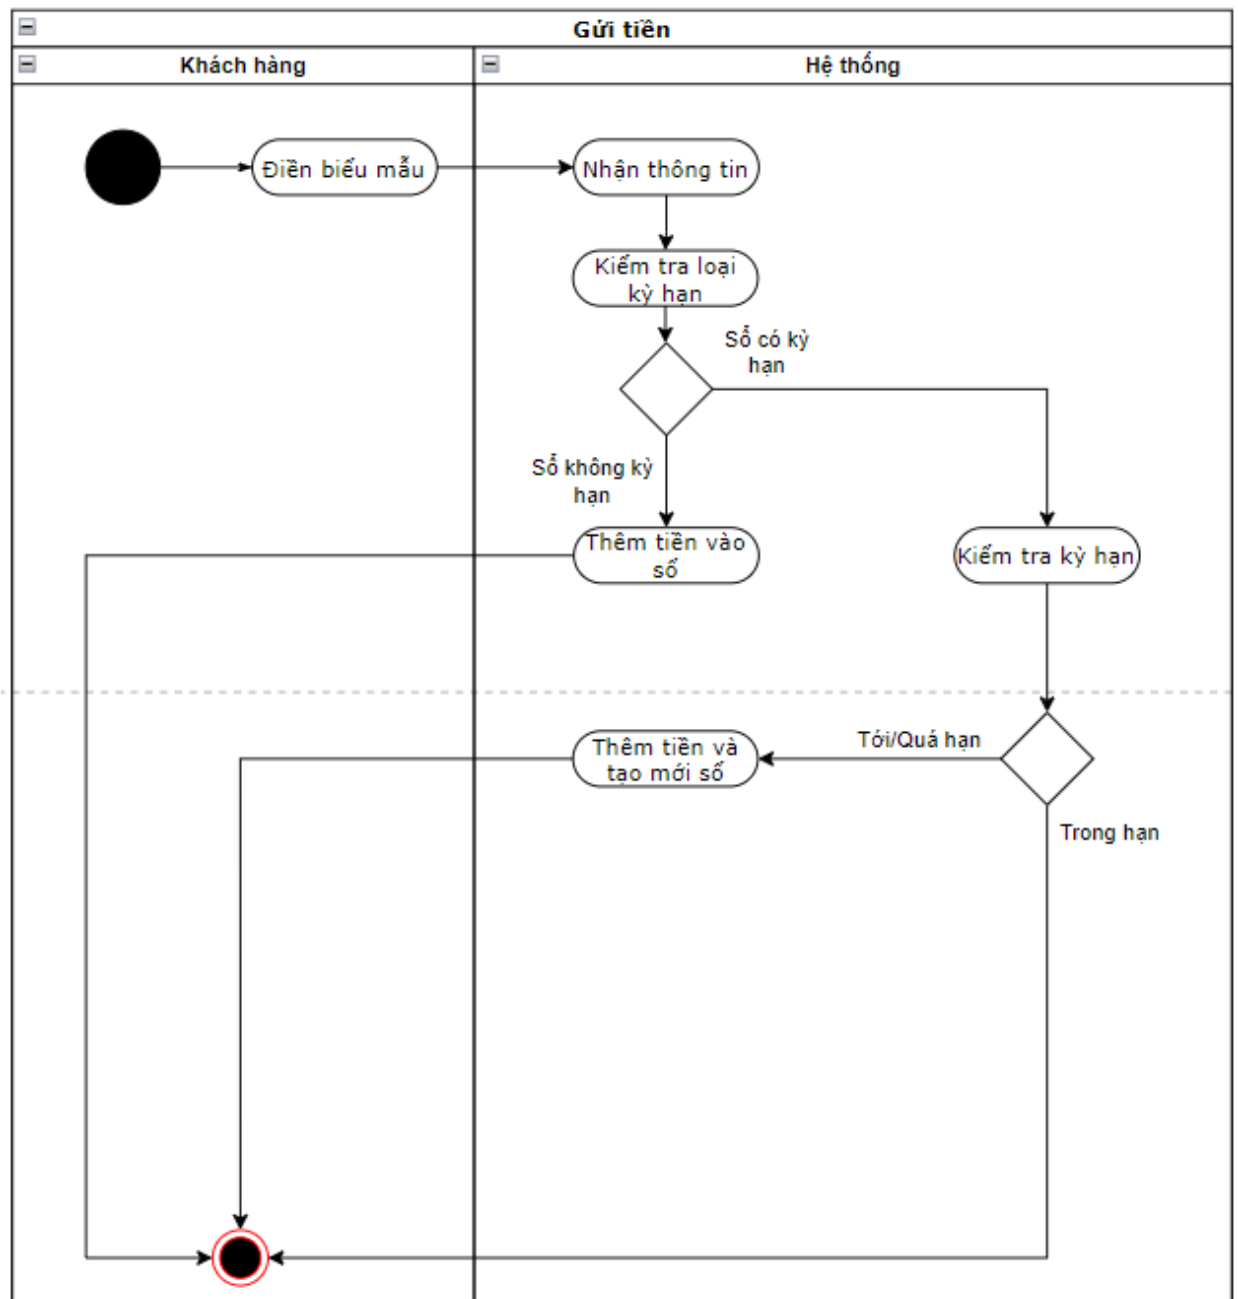 Gửi tiền
Khách hàng
Hệ thống
Điền biểu mẫu
Nhận thông tin
Kiểm tra loại
kỳ hạn
Sổ có kỳ
hạn
Sổ không kỳ
hạn
Thêm tiền vào
sổ
Kiểm tra kỳ hạn
Thêm tiền và
tạo mới sổ
Tới/Quá hạn
Trong hạn